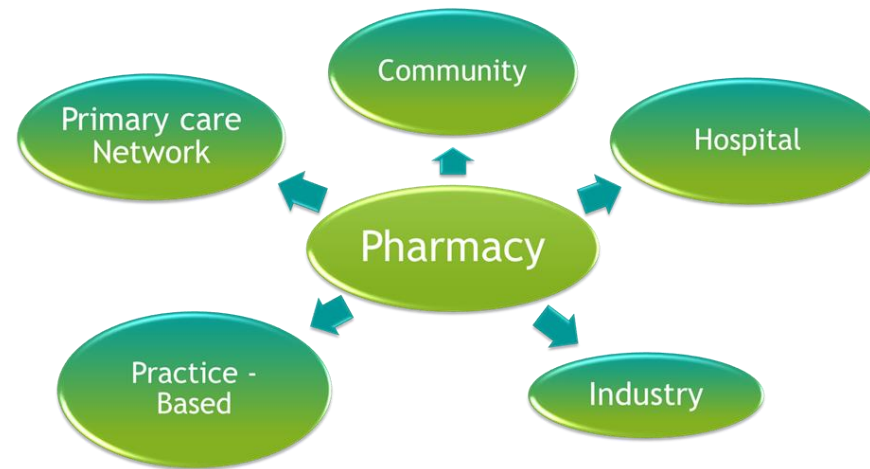 Community
Primary care
Network
Hospital
Pharmacy
Practice -
Based
Industry